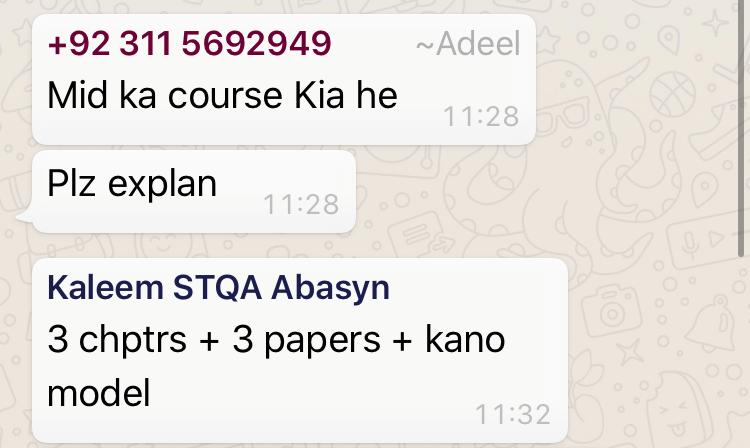 +92 311 5692949 ~Adeel
Mid ka course Kia he
11:28
Plz explan
11:28
Kaleem STQA Abasyn
3 chptrs + 3 papers + kano
model
11:32